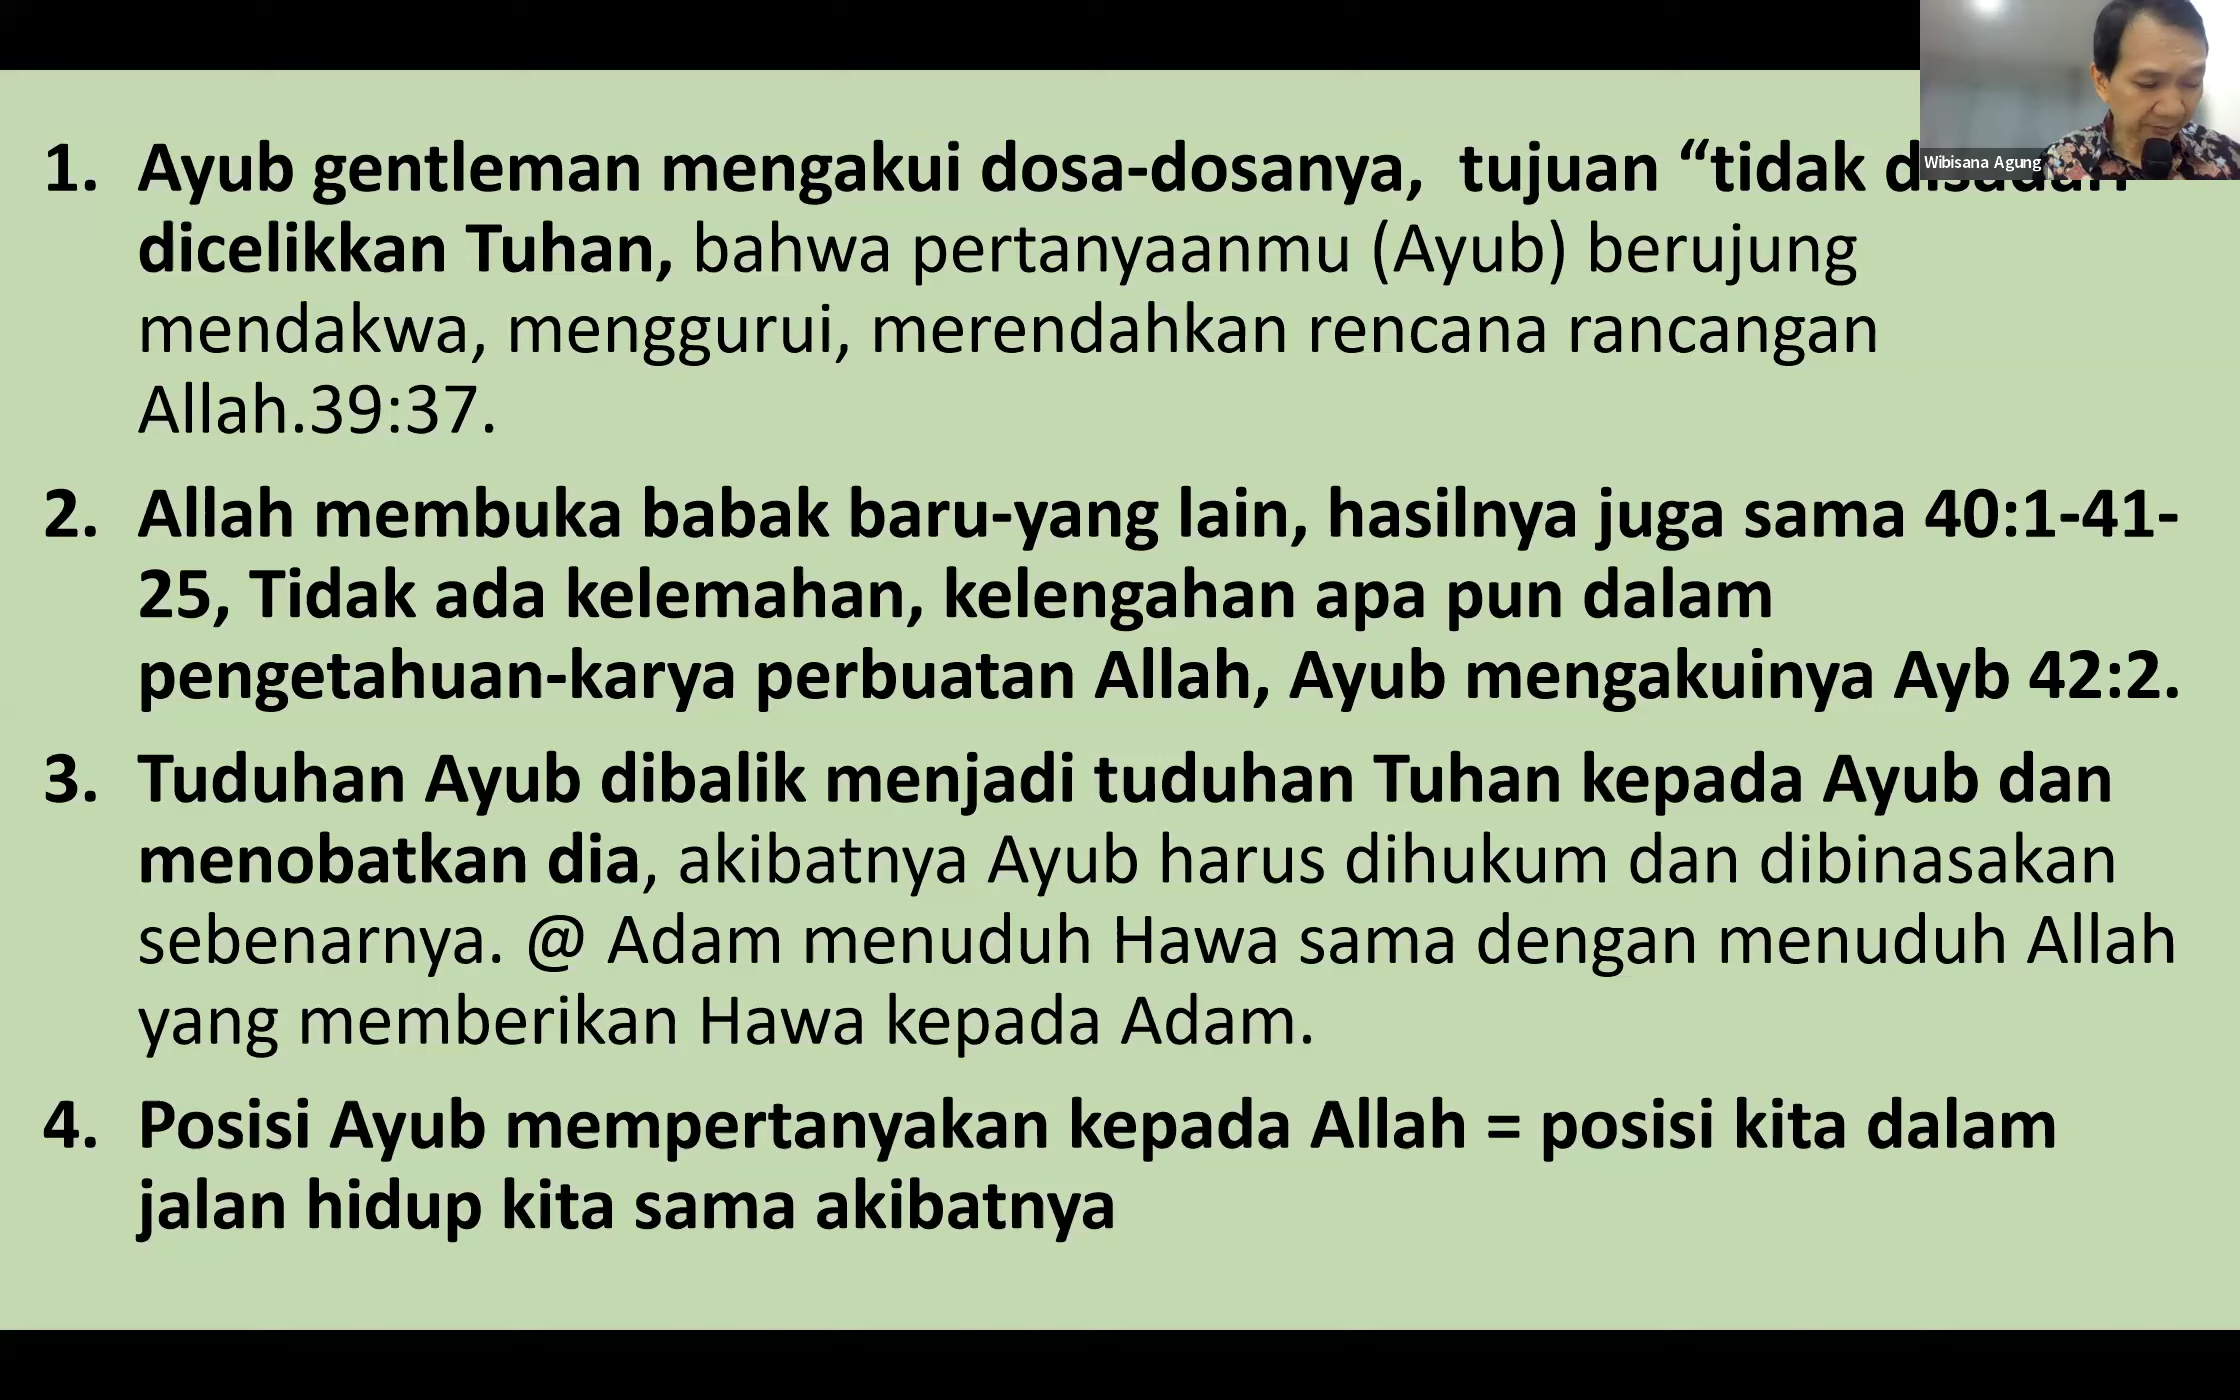 1. Ayub gentleman mengakui dosa-dosanya, tujuan “tidak
dicelikkan Tuhan, bahwa pertanyaanmu (Ayub) berujung
mendakwa, menggurui, merendahkan rencana rancangan
Allah.39:37.
2. Allah membuka babak baru-yang lain, hasilnya juga sama 40:1-41-
25, Tidak ada kelemahan, kelengahan apa pun dalam
pengetahuan-karya perbuatan Allah, Ayub mengakuinya Ayb 42:2.
3. Tuduhan Ayub dibalik menjadi tuduhan Tuhan kepada Ayub dan
menobatkan dia, akibatnya Ayub harus dihukum dan dibinasakan
sebenarnya. @ Adam menuduh Hawa sama dengan menuduh Allah
yang memberikan Hawa kepada Adam.
4. Posisi Ayub mempertanyakan kepada Allah = posisi kita dalam
jalan hidup kita sama akibatnya
Wibisana Agung